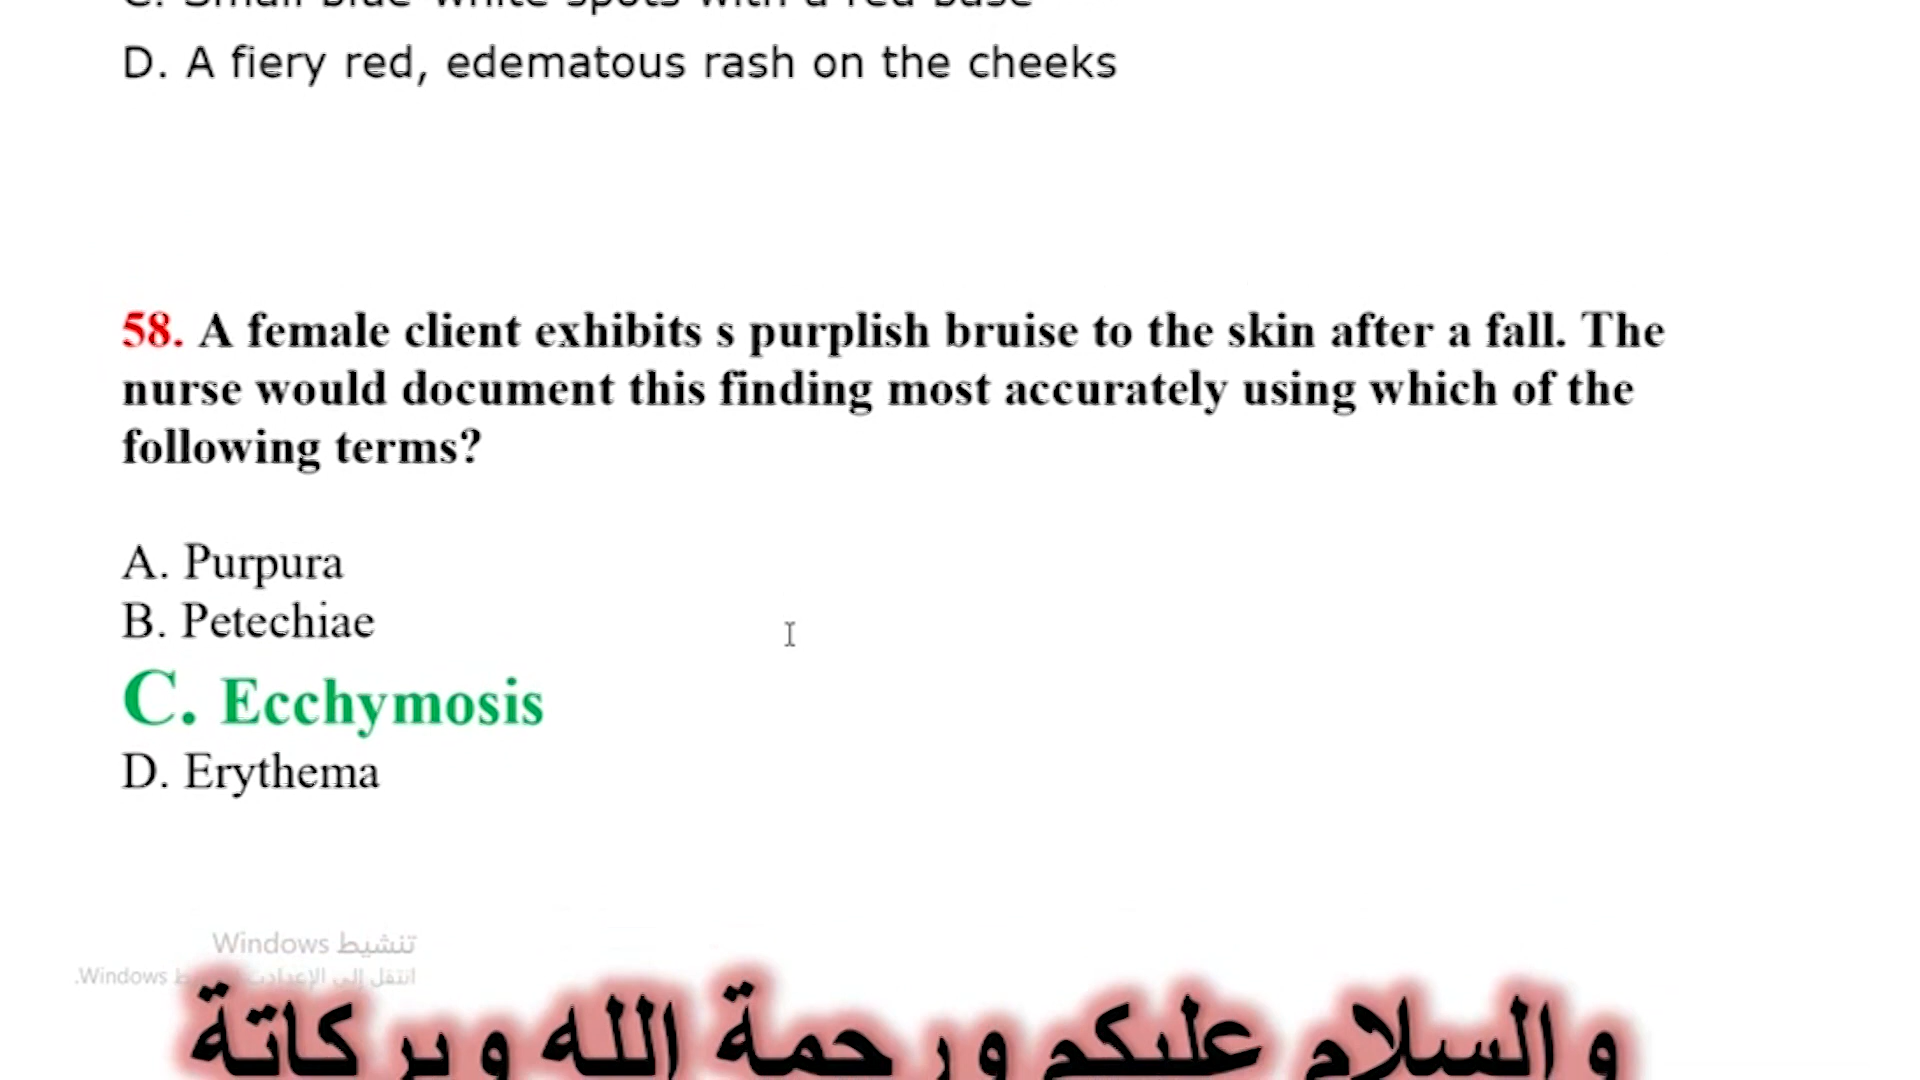 C. Small blue-white spots with a red base
D. A fiery red, edematous rash on the cheeks
58. A female client exhibits s purplish bruise to the skin after a fall. The
nurse would document this finding most accurately using which of the
following terms?
A. Purpura
B. Petechiae
C. Ecchymosis
D. Erythema
تنشيط Windows
انتقل إلى الإعدادات Windows.
والسلام عليكم ورحمة الله وبركاتة